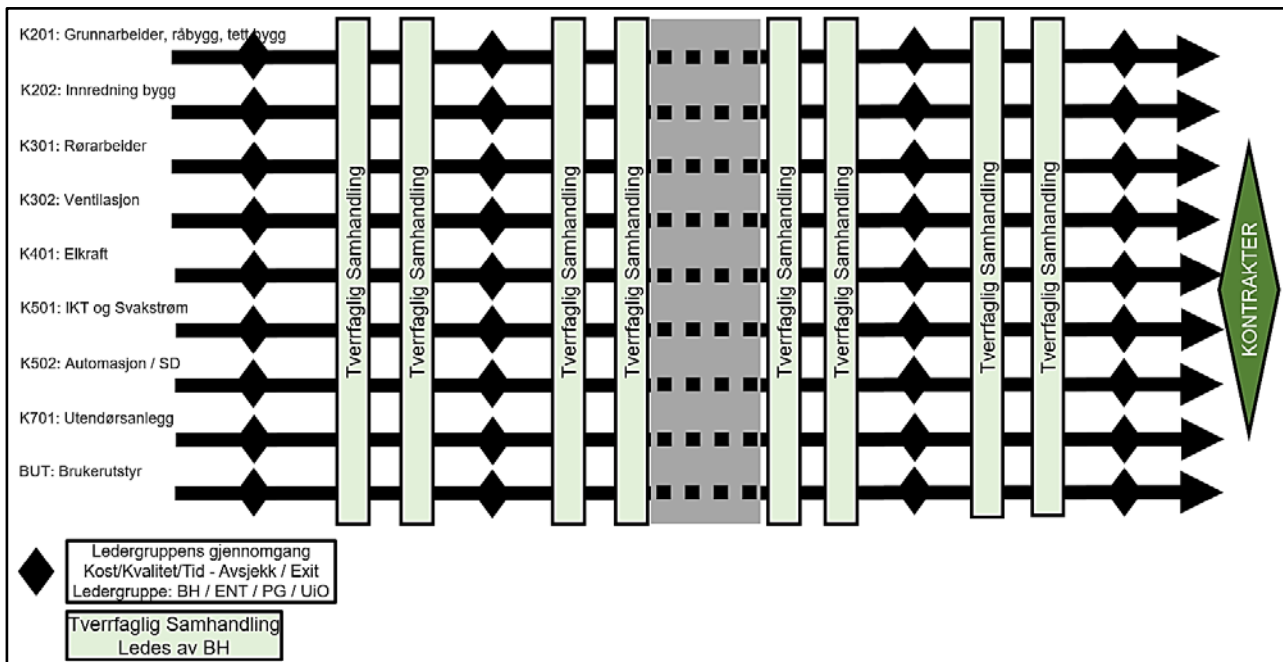 K201: Grunnarbeider, råbygg, tett bygg
K202: Innredning bygg
K301: Rørarbeider
K302: Ventilasjon
K401: Elkraft
K501: IKT og Svakstrøm
K502: Automasjon / SD
K701: Utendørsanlegg
BUT: Brukerutstyr
Tverrfaglig Samhandling
Tverrfaglig Samhandling
Tverrfaglig Samhandling
Tverrfaglig Samhandling
Tverrfaglig Samhandling
Tverrfaglig Samhandling
Tverrfaglig Samhandling
Tverrfaglig Samhandling
KONTRAKTER
Ledergruppens gjennomgang
Kost/Kvalitet/Tid - Avsjekk / Exit
Ledergruppe: BH / ENT / PG / UiO
Tverrfaglig Samhandling
Ledes av BH